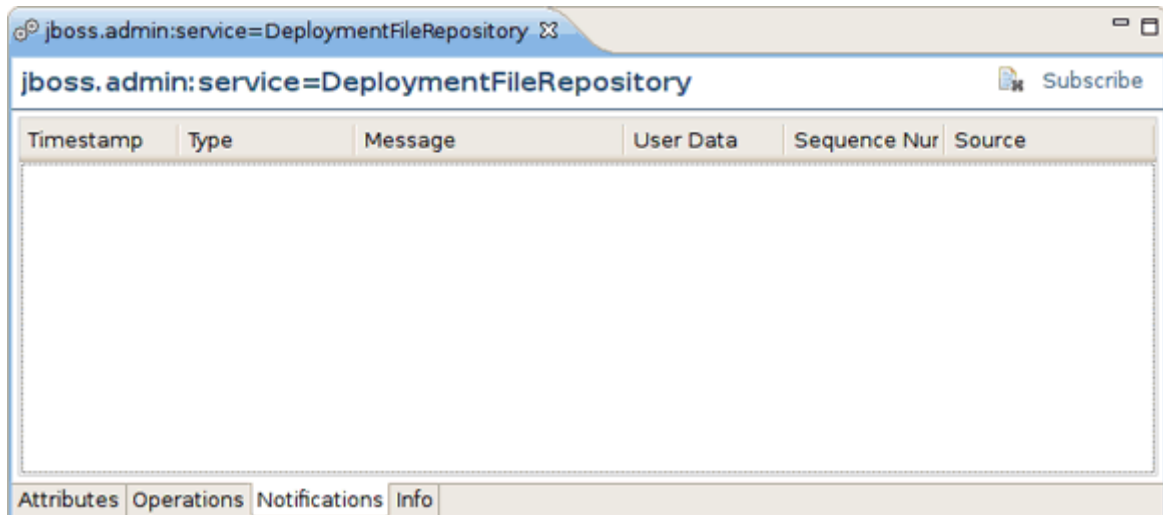 jboss.admin:service=DeploymentFileRepository
jboss.admin:service=DeploymentFileRepository Subscribe
Timestamp Type Message User Data Sequence Nur Source
Attributes Operations Notifications Info